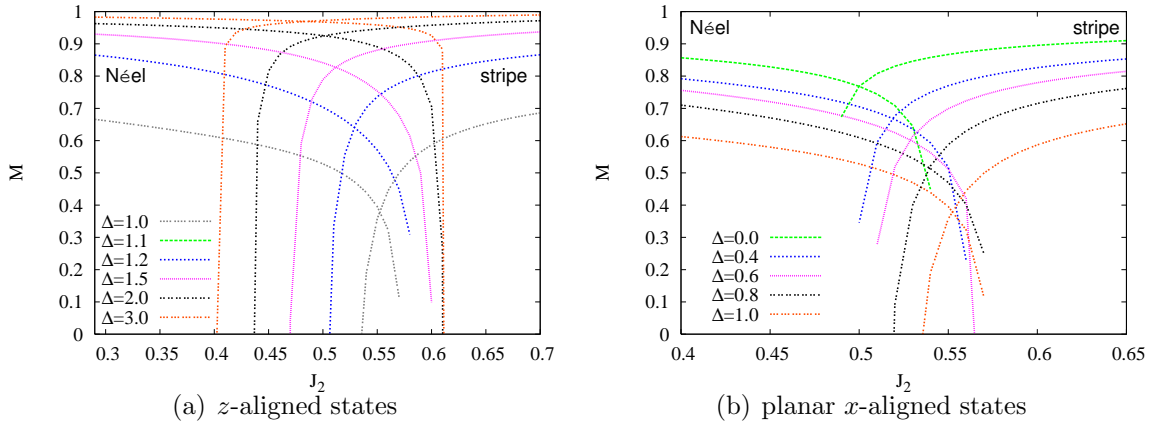 1
0.9
0.8
0.7
0.6
0.5
0.4
0.3
0.2
0.1
0
M
Néel
stripe
Δ=1.0
Δ=1.1
Δ=1.2
Δ=1.5
Δ=2.0
Δ=3.0
0.3 0.35 0.4 0.45 0.5 0.55 0.6 0.65 0.7
J2
(a) z-aligned states
1
0.9
0.8
0.7
0.6
0.5
0.4
0.3
0.2
0.1
0
M
Néel
stripe
Δ=0.0
Δ=0.4
Δ=0.6
Δ=0.8
Δ=1.0
0.4 0.45 0.5 0.55 0.6 0.65
J2
(b) planar x-aligned states